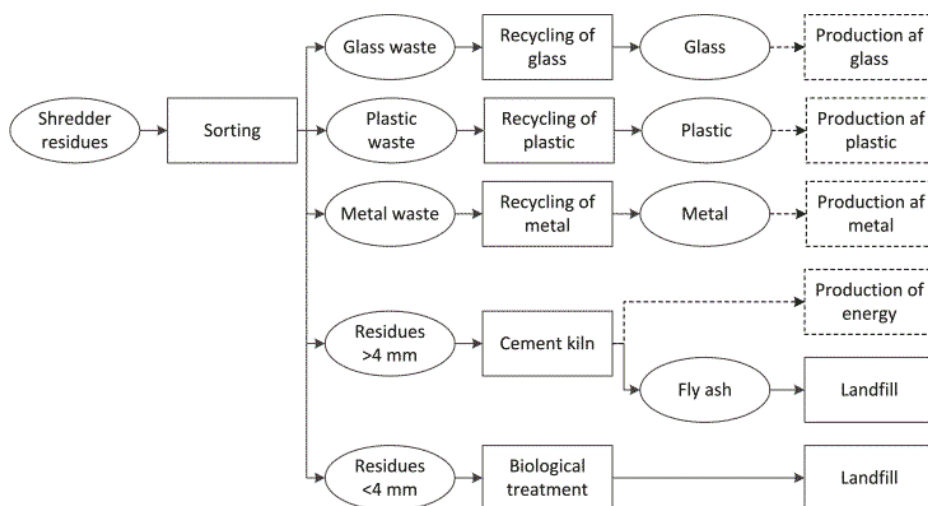 Glass waste
Recycling of
glass
Glass
Production af
glass
Shredder
residues
Sorting
Plastic
waste
Recycling of
plastic
Plastic
Production af
plastic
Metal waste
Recycling of
metal
Metal
Production af
metal
Production of
energy
Residues
>4 mm
Cement kiln
Fly ash
Landfill
Residues
<4 mm
Biological
treatment
Landfill